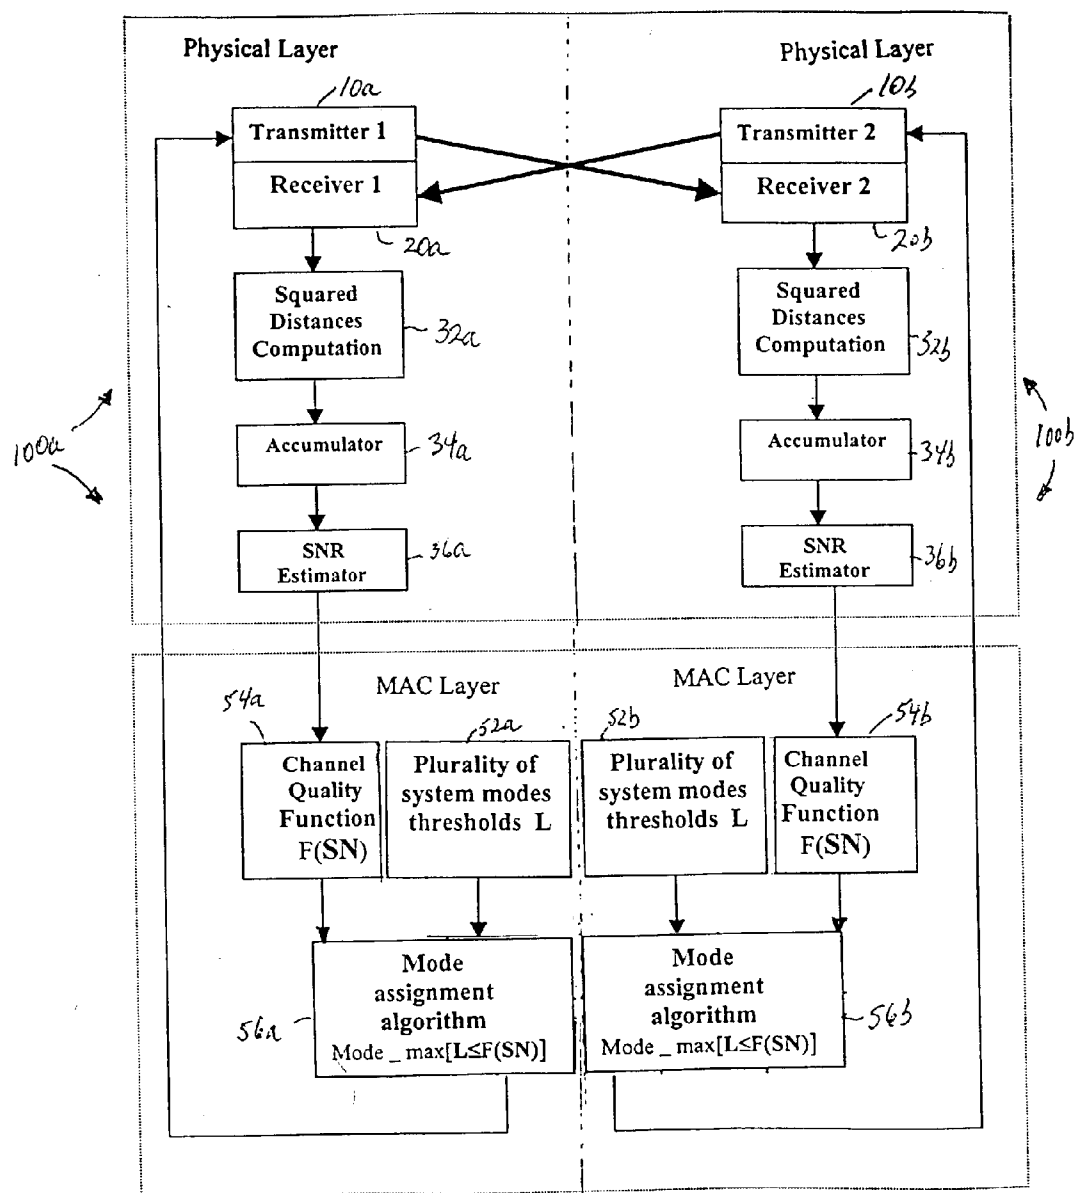 Physical Layer
Physical Layer
10a
10b
Transmitter 1
Transmitter 2
Receiver 1
Receiver 2
20a
20b
Squared
Distances
Computation
32a
Squared
Distances
Computation
32b
100a
100b
Accumulator
34a
Accumulator
34b
SNR
Estimator
36a
SNR
Estimator
36b
MAC Layer
MAC Layer
54a
52a
52b
54b
Channel
Quality
Function
F(SN)
Plurality of
system modes
thresholds L
Plurality of
system modes
thresholds L
Channel
Quality
Function
F(SN)
Mode
assignment
algorithm
Mode _ max[L≤F(SN)]
56a
Mode
assignment
algorithm
Mode _ max[L≤F(SN)]
56b